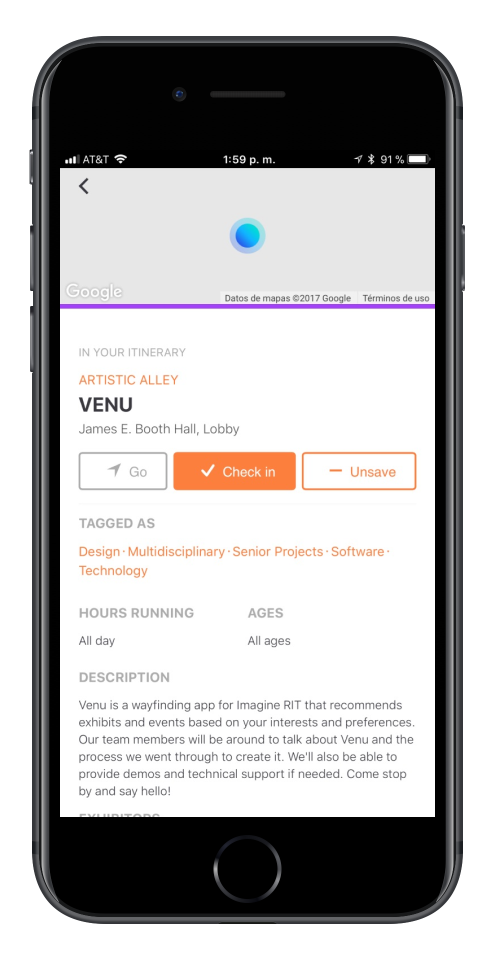 AT&T 1:59 p. m. 91 %
Google
Datos de mapas ©2017 Google Términos de uso
IN YOUR ITINERARY
ARTISTIC ALLEY
VENU
James E. Booth Hall, Lobby
Go Check in Unsave
TAGGED AS
Design · Multidisciplinary · Senior Projects · Software ·
Technology
HOURS RUNNING AGES
All day All ages
DESCRIPTION
Venu is a wayfinding app for Imagine RIT that recommends
exhibits and events based on your interests and preferences.
Our team members will be around to talk about Venu and the
process we went through to create it. We'll also be able to
provide demos and technical support if needed. Come stop
by and say hello!
EXHIBITORS